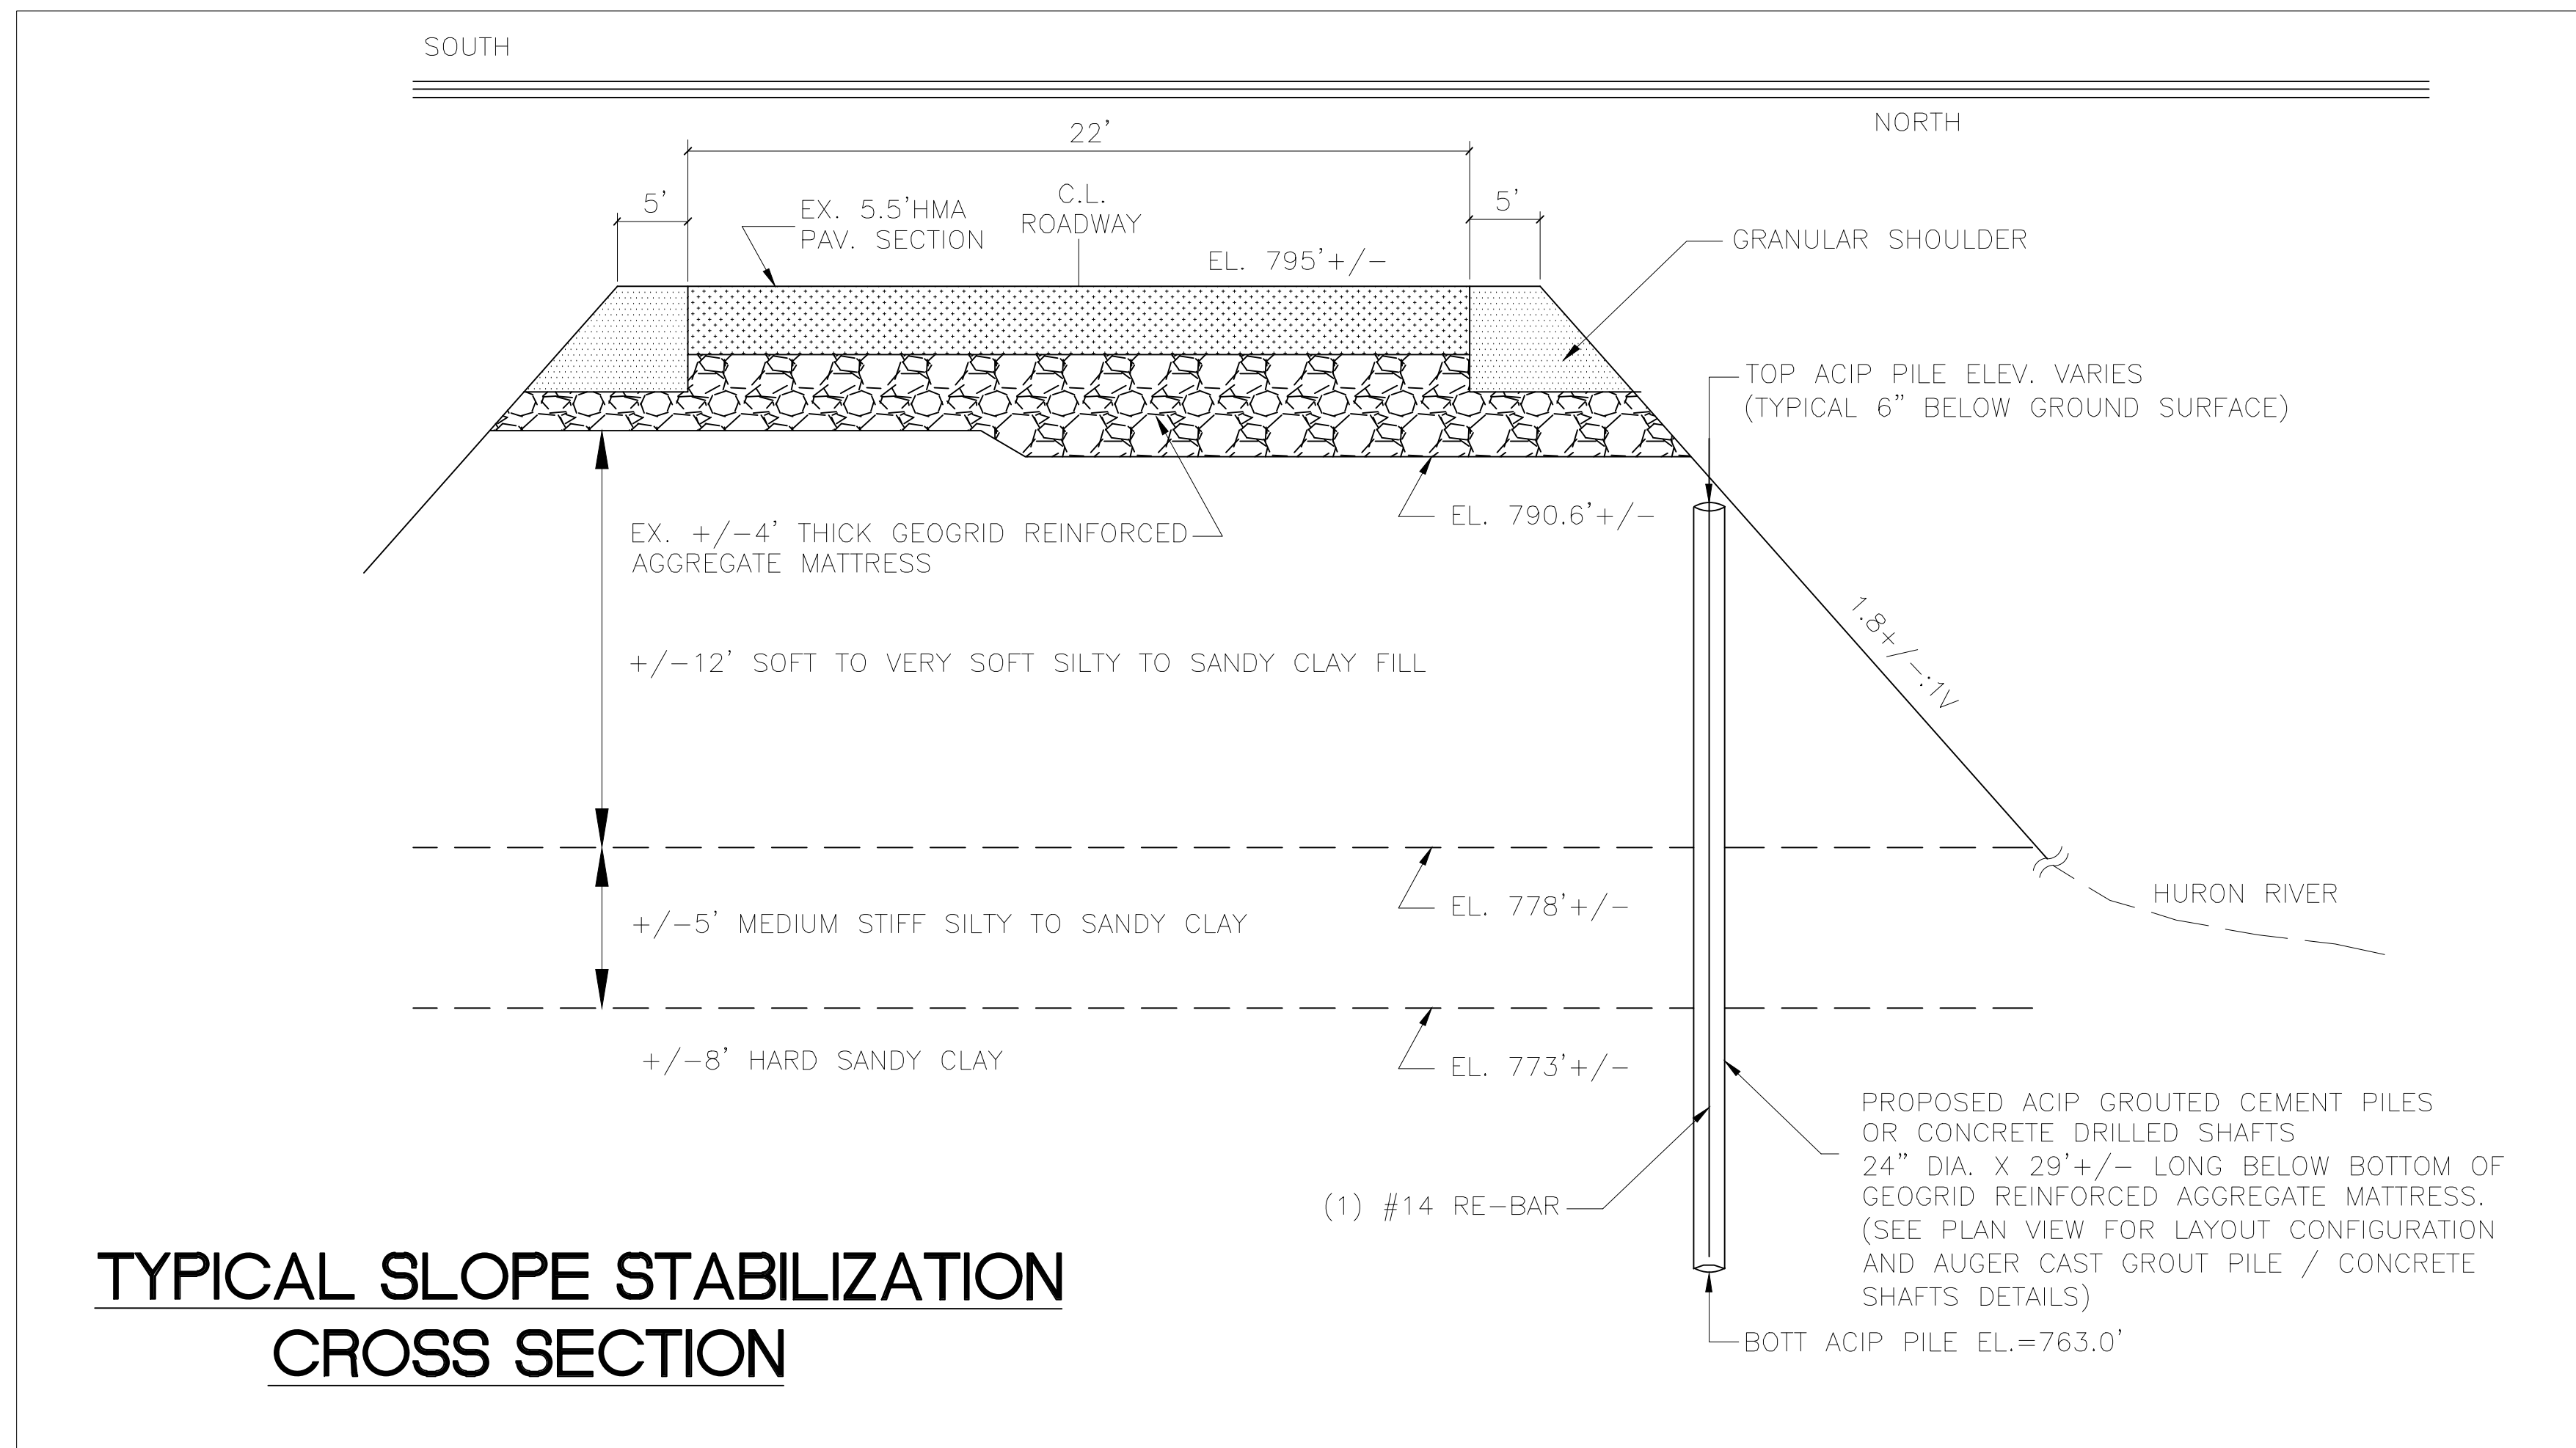 SOUTH
NORTH
22'
5'
EX. 5.5'HMA
PAV. SECTION
C.L.
ROADWAY
EL. 795'+/-
5'
GRANULAR SHOULDER
TOP ACIP PILE ELEV. VARIES
(TYPICAL 6" BELOW GROUND SURFACE)
EX. +/-4' THICK GEOGRID REINFORCED
AGGREGATE MATTRESS
EL. 790.6'+/-
+/-12' SOFT TO VERY SOFT SILTY TO SANDY CLAY FILL
1.8+/-:1V
EL. 778'+/-
HURON RIVER
+/-5' MEDIUM STIFF SILTY TO SANDY CLAY
EL. 773'+/-
+/-8' HARD SANDY CLAY
PROPOSED ACIP GROUTED CEMENT PILES
OR CONCRETE DRILLED SHAFTS
24" DIA. X 29'+/- LONG BELOW BOTTOM OF
GEOGRID REINFORCED AGGREGATE MATTRESS.
(SEE PLAN VIEW FOR LAYOUT CONFIGURATION
AND AUGER CAST GROUT PILE / CONCRETE
SHAFTS DETAILS)
(1) #14 RE-BAR
BOTT ACIP PILE EL.=763.0'
TYPICAL SLOPE STABILIZATION
CROSS SECTION